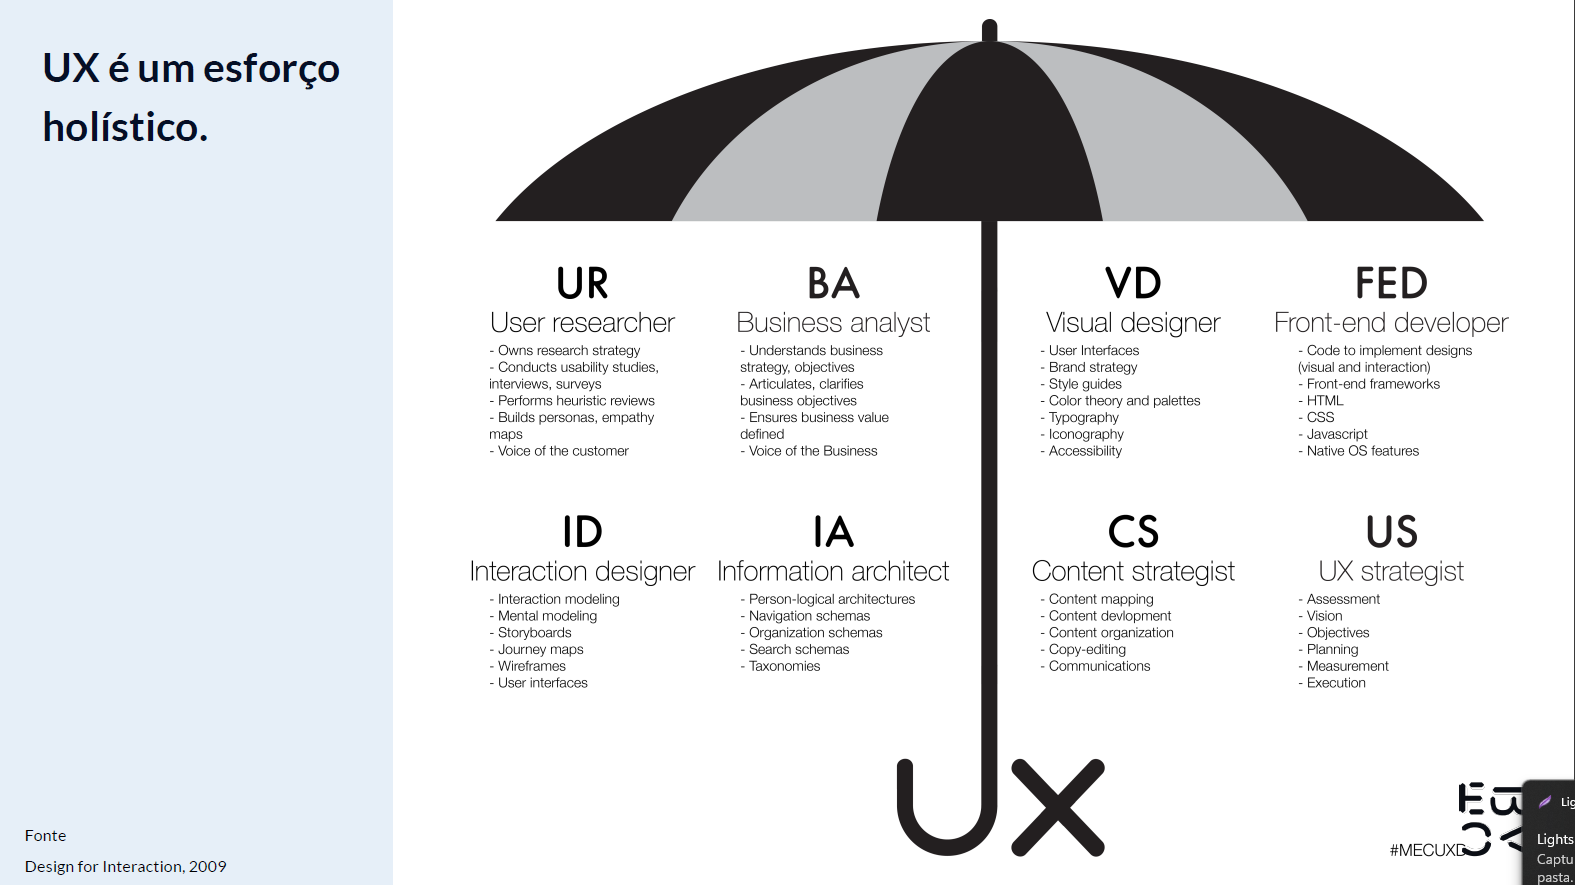 UX é um esforço
holístico.
UR
User researcher
- Owns research strategy
- Conducts usability studies,
interviews, surveys
- Performs heuristic reviews
- Builds personas, empathy
maps
- Voice of the customer
BA
Business analyst
- Understands business
strategy, objectives
- Articulates, clarifies
business objectives
- Ensures business value
defined
- Voice of the Business
VD
Visual designer
- User Interfaces
- Brand strategy
- Style guides
- Color theory and palettes
- Typography
- Iconography
- Accessibility
FED
Front-end developer
- Code to implement designs
(visual and interaction)
- Front-end frameworks
- HTML
- CSS
- Javascript
- Native OS features
ID
Interaction designer
- Interaction modeling
- Mental modeling
- Storyboards
- Journey maps
- Wireframes
- User interfaces
IA
Information architect
- Person-logical architectures
- Navigation schemas
- Organization schemas
- Search schemas
- Taxonomies
CS
Content strategist
- Content mapping
- Content devlopment
- Content organization
- Copy-editing
- Communications
US
UX strategist
- Assessment
- Vision
- Objectives
- Planning
- Measurement
- Execution
UX
#MECUXD
Lig
Lights
Captu
pasta.
Fonte
Design for Interaction, 2009